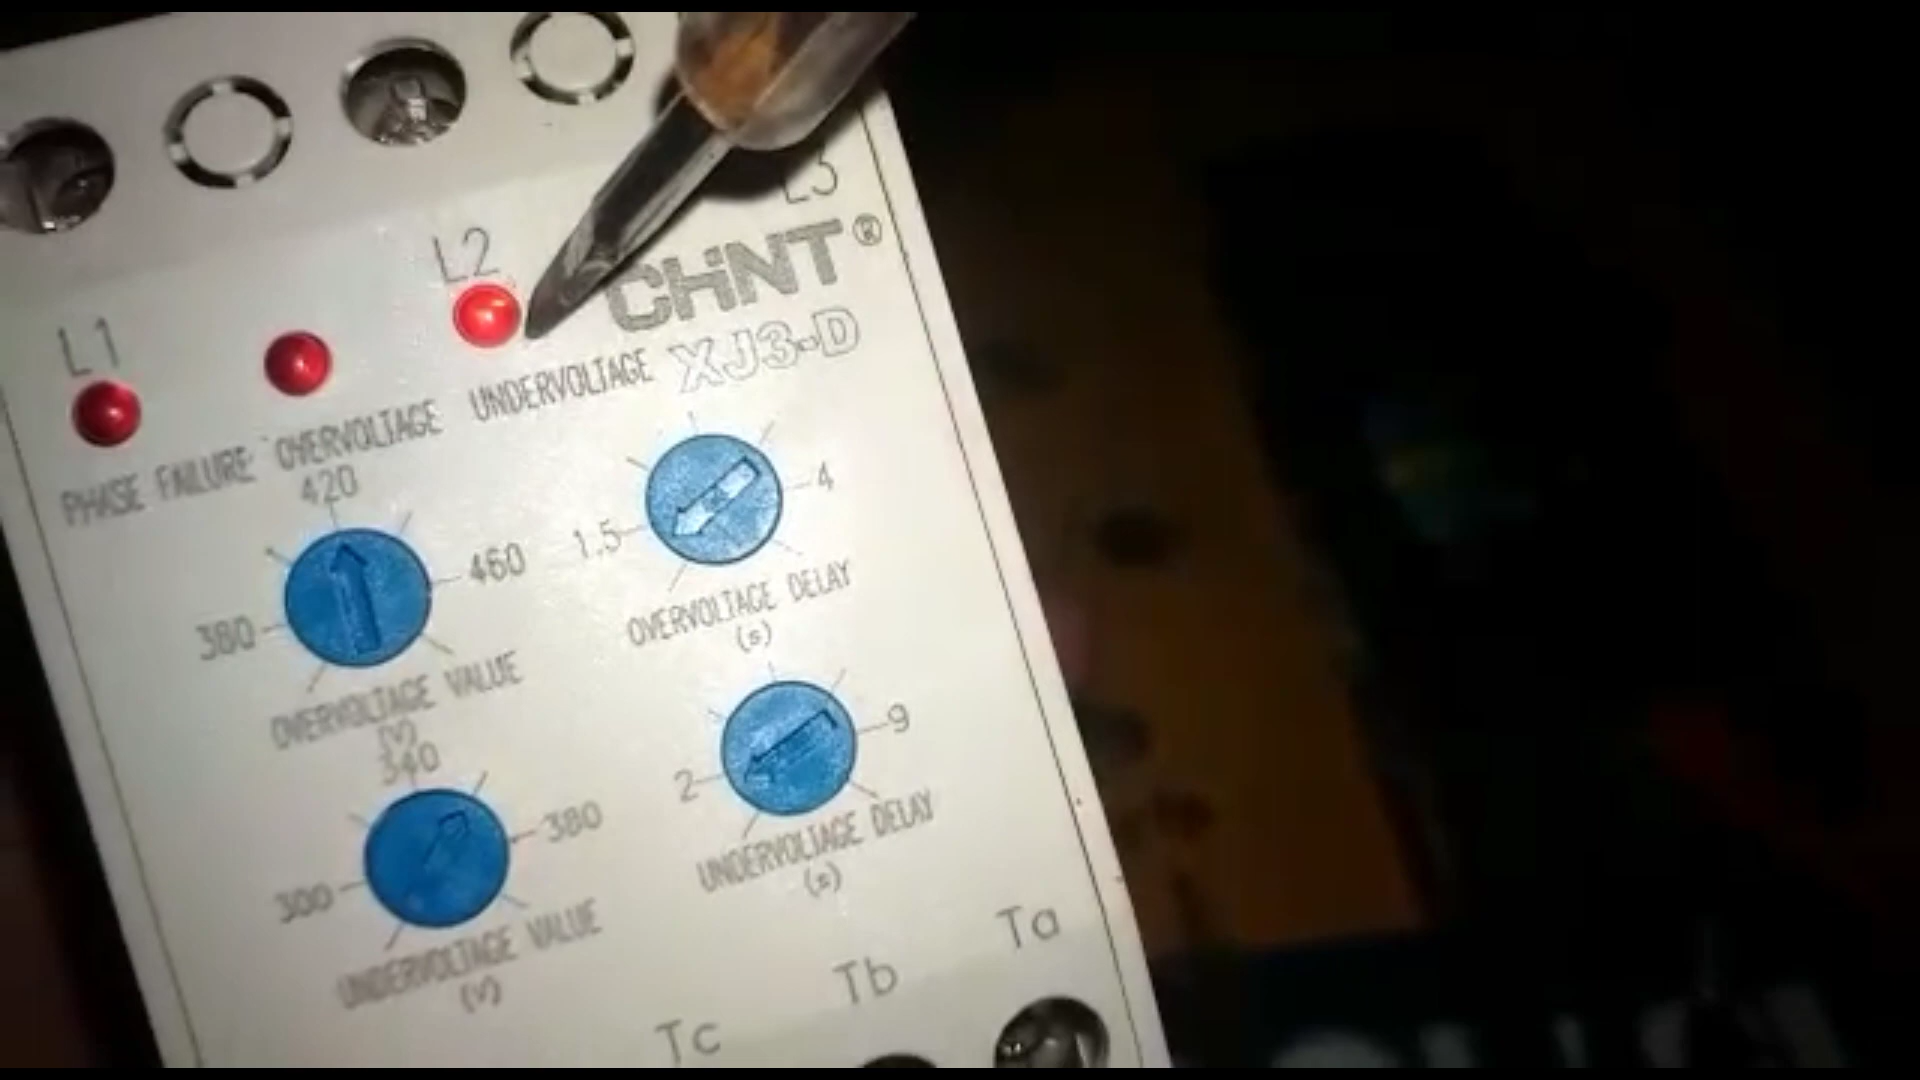 L1 L2 L3
CHNT®
XJ3-D
PHASE FAILURE OVERVOLTAGE UNDERVOLTAGE
420
380 460
OVERVOLTAGE VALUE
(V)
1.5 4
OVERVOLTAGE DELAY
(s)
340
300 380
UNDERVOLTAGE VALUE
(V)
2 9
UNDERVOLTAGE DELAY
(s)
Tc Tb Ta